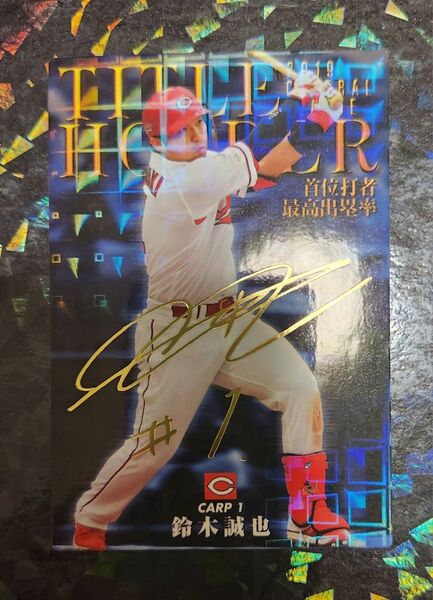 TITLE
HOLDER
2019
CENTRAL
首位打者
最高出塁率
#1
C
CARP 1
鈴木誠也